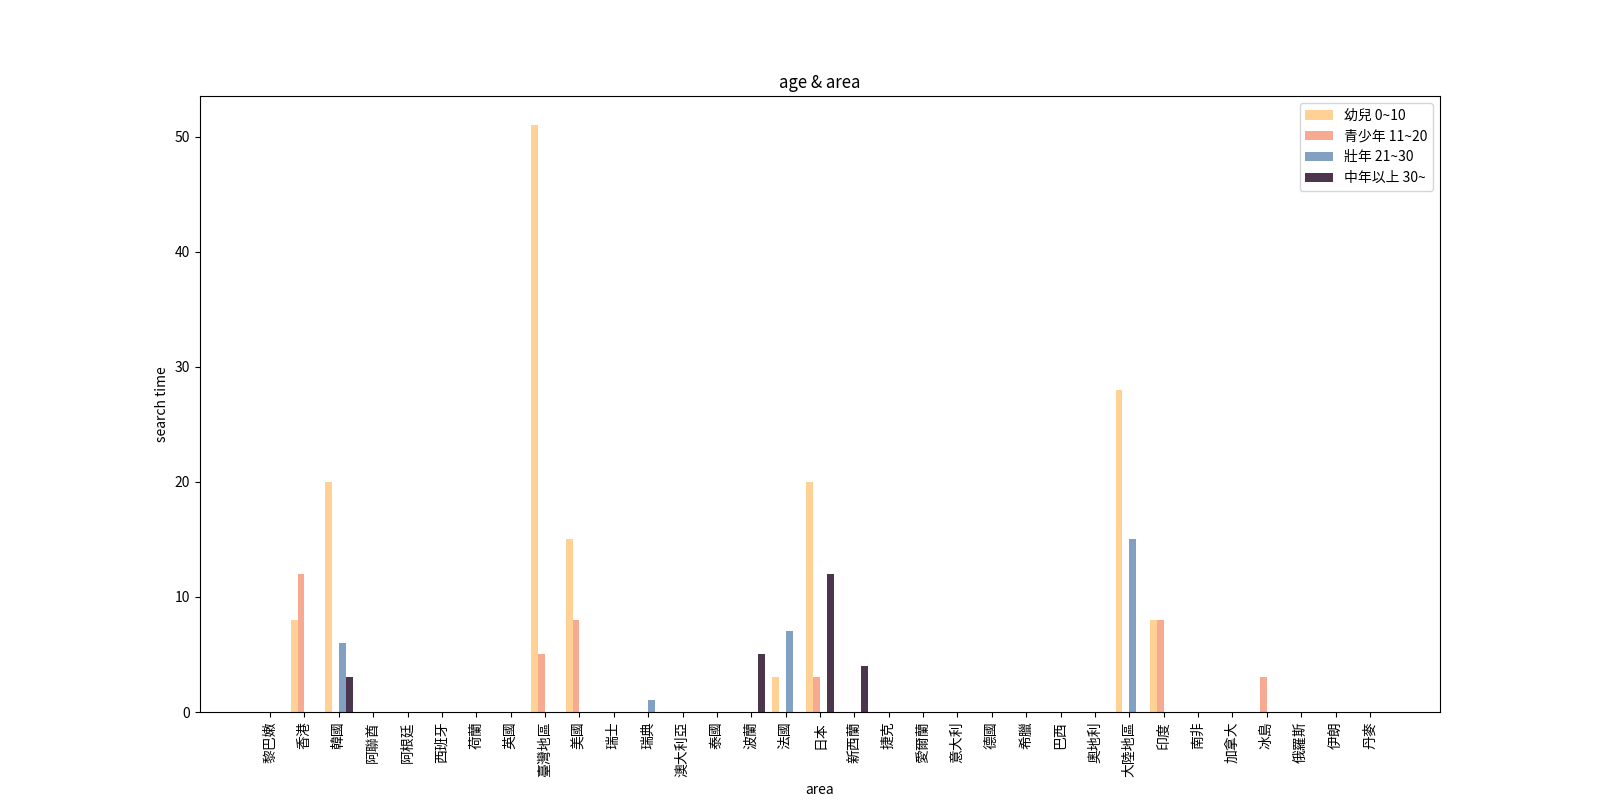 age & area
幼兒 0~10
青少年 11~20
壯年 21~30
中年以上 30~
search time
50
40
30
20
10
0
黎巴嫩
香港
韓國
阿聯酋
阿根廷
西班牙
荷蘭
英國
臺灣地區
美國
瑞士
瑞典
澳大利亞
泰國
波蘭
法國
日本
新西蘭
捷克
愛爾蘭
意大利
德國
希臘
巴西
奧地利
大陸地區
印度
南非
加拿大
冰島
俄羅斯
伊朗
丹麥
area